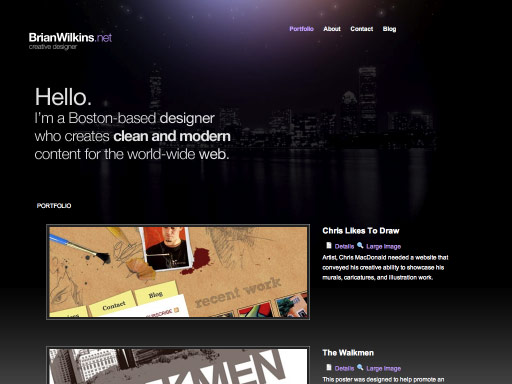 BrianWilkins.net
creative designer
Portfolio About Contact Blog
Hello.
I'm a Boston-based designer
who creates clean and modern
content for the world-wide web.
PORTFOLIO
Contact
Blog
SUBSCRIBE
recent work
Chris Likes To Draw
Details Large Image
Artist, Chris MacDonald needed a website that
conveyed his creative ability to showcase his
murals, caricatures, and illustration work.
The Walkmen
Details Large Image
This poster was designed to help promote an